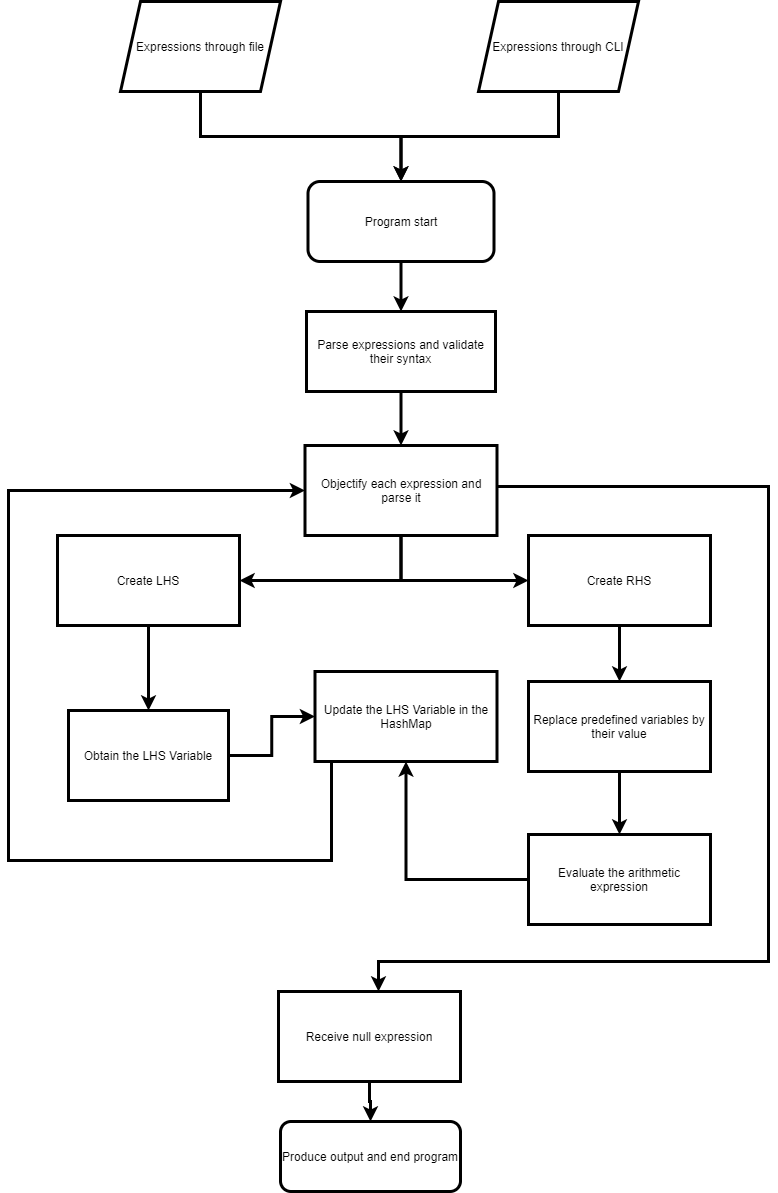 Expressions through file
Expressions through CLI
Program start
Parse expressions and validate
their syntax
Objectify each expression and
parse it
Create LHS
Create RHS
Update the LHS Variable in the
HashMap
Replace predefined variables by
their value
Obtain the LHS Variable
Evaluate the arithmetic
expression
Receive null expression
Produce output and end program